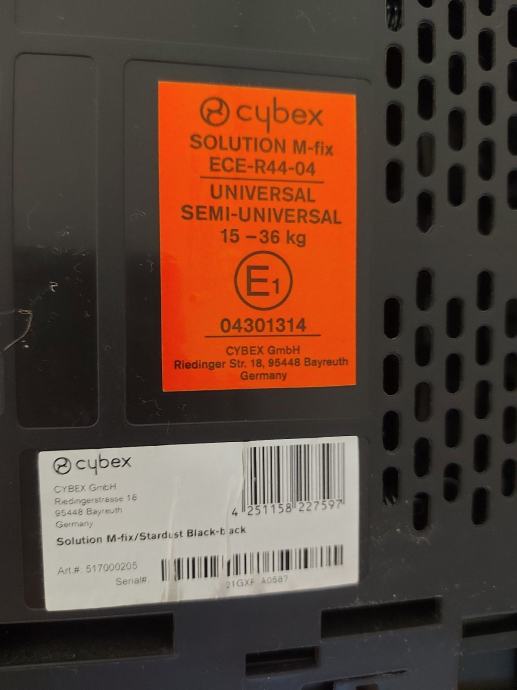 cybex
SOLUTION M-fix
ECE-R44-04
UNIVERSAL
SEMI-UNIVERSAL
15 – 36 kg
E1
04301314
CYBEX GmbH
Riedinger Str. 18, 95448 Bayreuth
Germany
cybex
CYBEX GmbH
Riedingerstrasse 18
95448 Bayreuth
Germany
4 251158 227597
Solution M-fix/Stardust Black-black
Art.#: 517000205
Serial#: